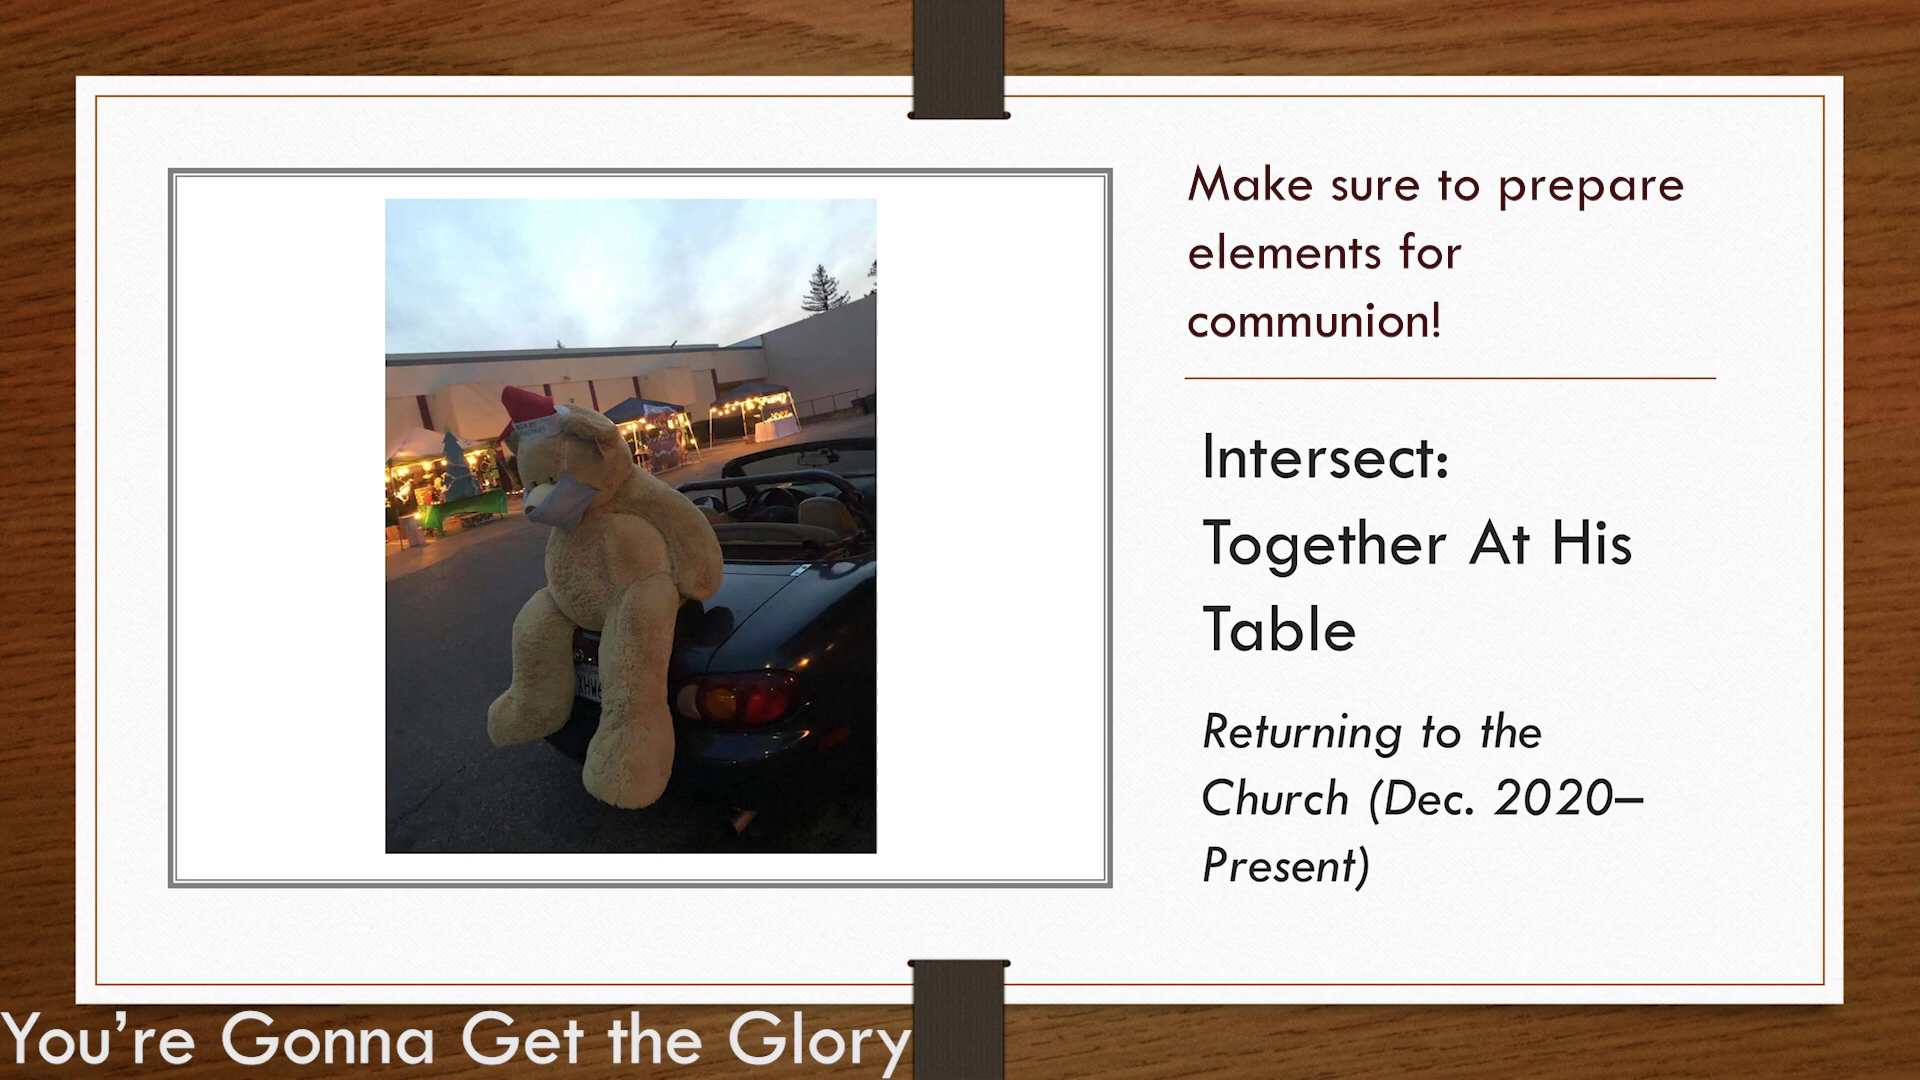 Make sure to prepare
elements for
communion!
Intersect:
Together At His
Table
Returning to the
Church (Dec. 2020–
Present)
You’re Gonna Get the Glory